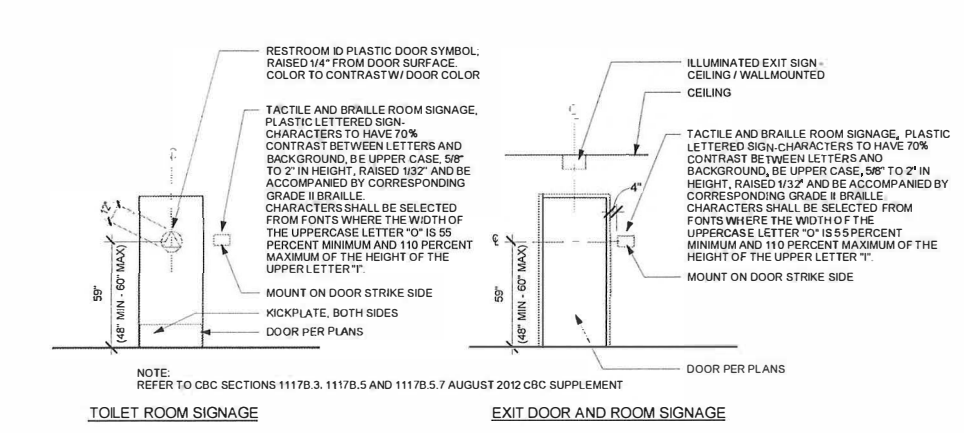 RESTROOM ID PLASTIC DOOR SYMBOL;
RAISED 1/4" FROM DOOR SURFACE.
COLOR TO CONTRAST W/ DOOR COLOR
TACTILE AND BRAILLE ROOM SIGNAGE,
PLASTIC LETTERED SIGN-
CHARACTERS TO HAVE 70%
CONTRAST BETWEEN LETTERS AND
BACKGROUND, BE UPPER CASE, 5/8"
TO 2" IN HEIGHT, RAISED 1/32" AND BE
ACCOMPANIED BY CORRESPONDING
GRADE II BRAILLE.
CHARACTERS SHALL BE SELECTED
FROM FONTS WHERE THE WIDTH OF
THE UPPERCASE LETTER "O" IS 55
PERCENT MINIMUM AND 110 PERCENT
MAXIMUM OF THE HEIGHT OF THE
UPPER LETTER "I".
MOUNT ON DOOR STRIKE SIDE
KICKPLATE, BOTH SIDES
DOOR PER PLANS
12"
59"
(48" MIN - 60" MAX)
TOILET ROOM SIGNAGE
ILLUMINATED EXIT SIGN -
CEILING / WALLMOUNTED
CEILING
TACTILE AND BRAILLE ROOM SIGNAGE, PLASTIC
LETTERED SIGN-CHARACTERS TO HAVE 70%
CONTRAST BETWEEN LETTERS AND
BACKGROUND, BE UPPER CASE, 5/8" TO 2" IN
HEIGHT, RAISED 1/32" AND BE ACCOMPANIED BY
CORRESPONDING GRADE II BRAILLE
CHARACTERS SHALL BE SELECTED FROM
FONTS WHERE THE WIDTH OF THE
UPPERCASE LETTER "O" IS 55 PERCENT
MINIMUM AND 110 PERCENT MAXIMUM OF THE
HEIGHT OF THE UPPER LETTER "I".
MOUNT ON DOOR STRIKE SIDE
4"
59"
(48" MIN - 60" MAX)
DOOR PER PLANS
NOTE:
REFER TO CBC SECTIONS 1117B.3. 1117B.5 AND 1117B.5.7 AUGUST 2012 CBC SUPPLEMENT
EXIT DOOR AND ROOM SIGNAGE